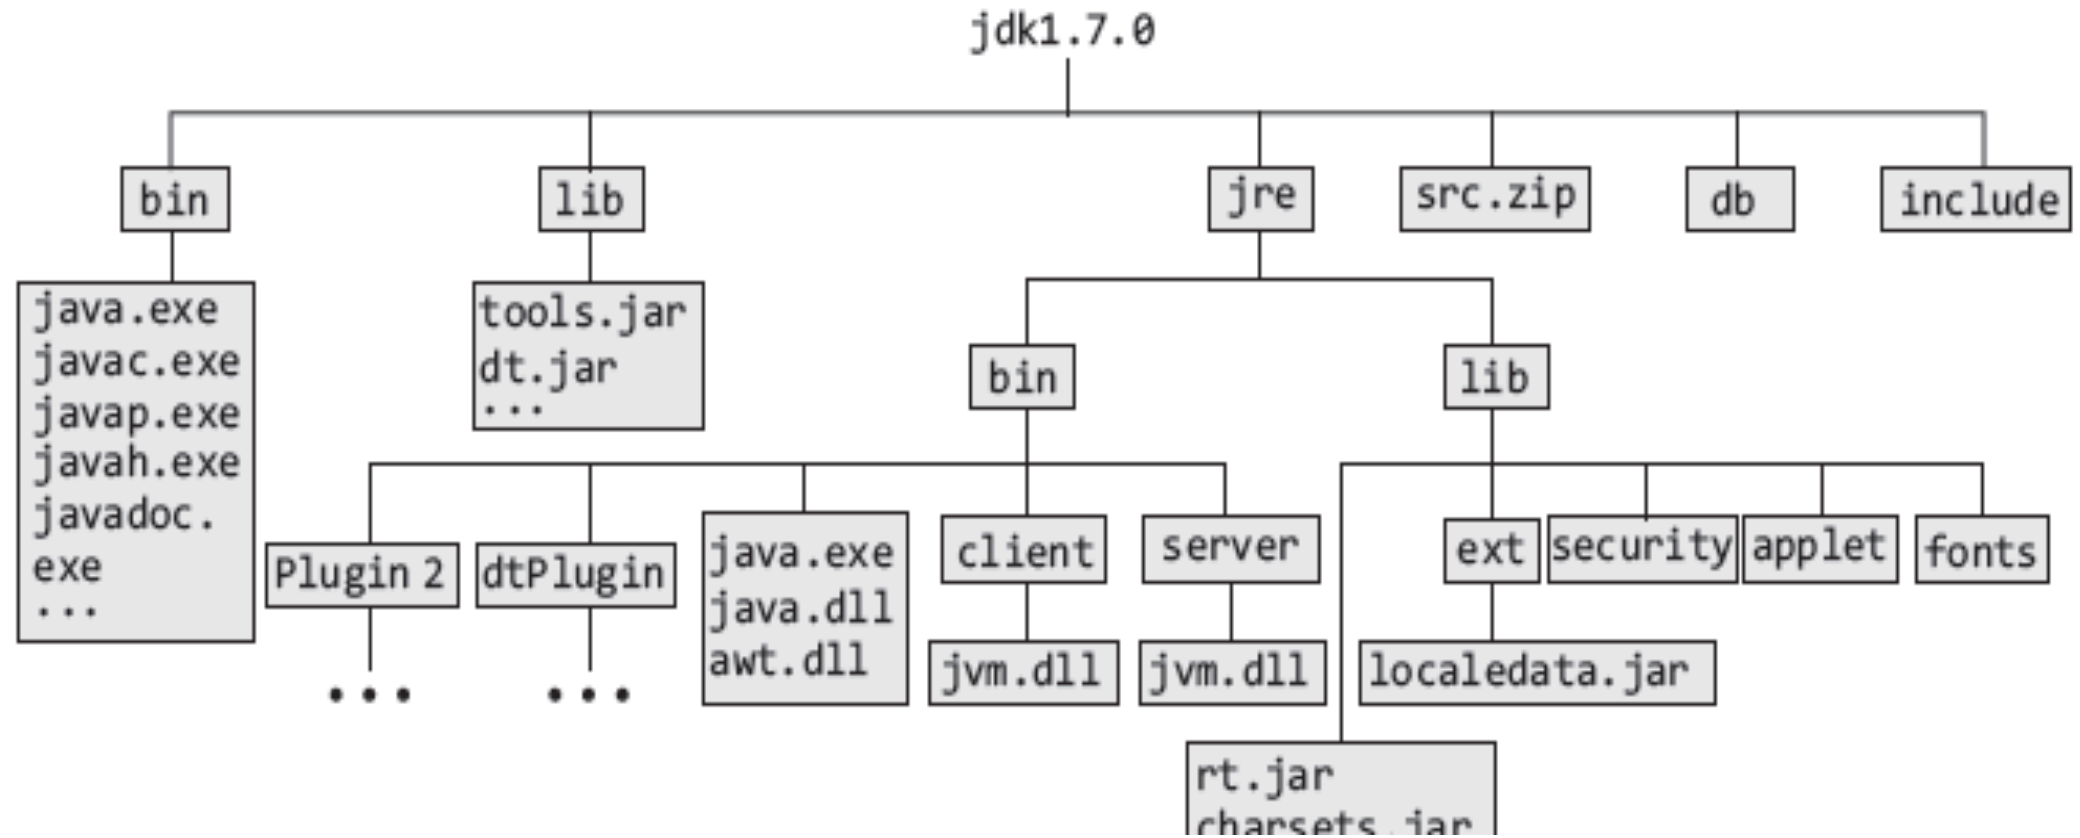 jdk1.7.0
bin
lib
jre
src.zip
db
include
java.exe
javac.exe
javap.exe
javah.exe
javadoc.
exe
...
tools.jar
dt.jar
...
bin
lib
Plugin 2
dtPlugin
java.exe
java.dll
awt.dll
client
server
ext
security
applet
fonts
...
...
jvm.dll
jvm.dll
localedata.jar
rt.jar
charsets.jar